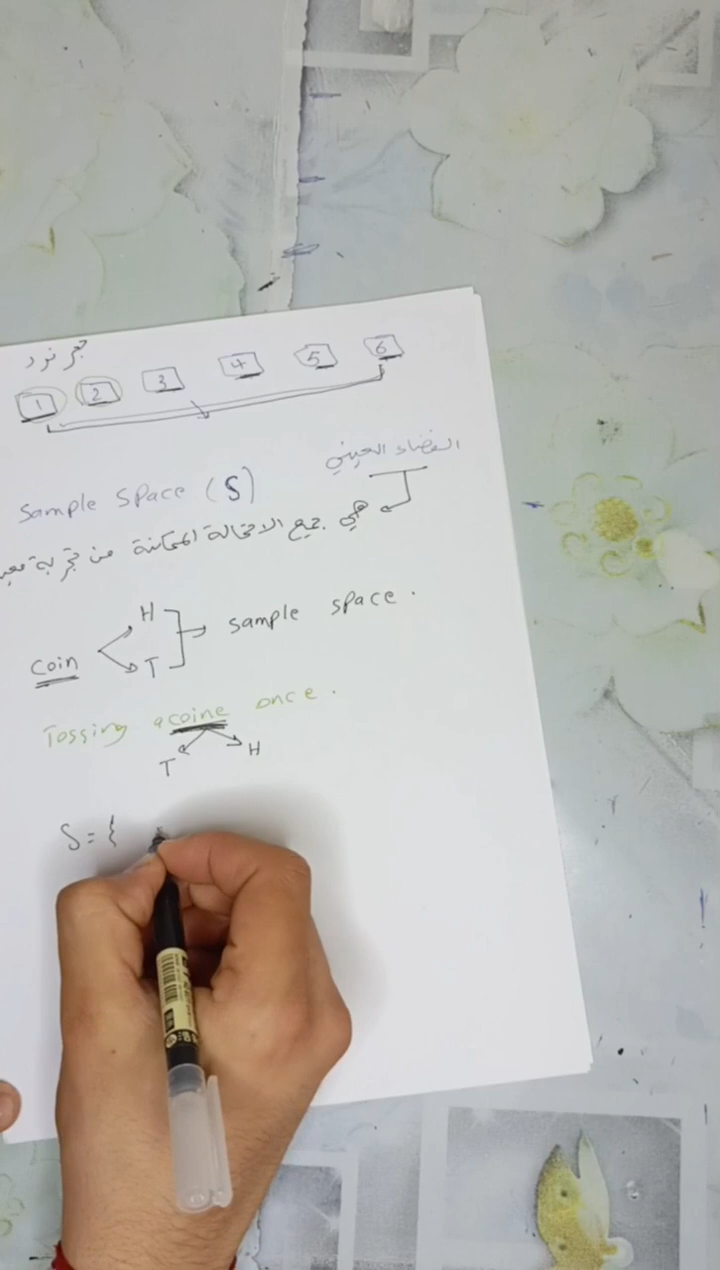 حجر نرد
1 2 3 4 5 6
الفضاء العيني
Sample Space (S)
هي جميع الاحتمالة الممكنة من تجربة
H
coin
T
sample space.
Tossing a coine once.
T H
S = {